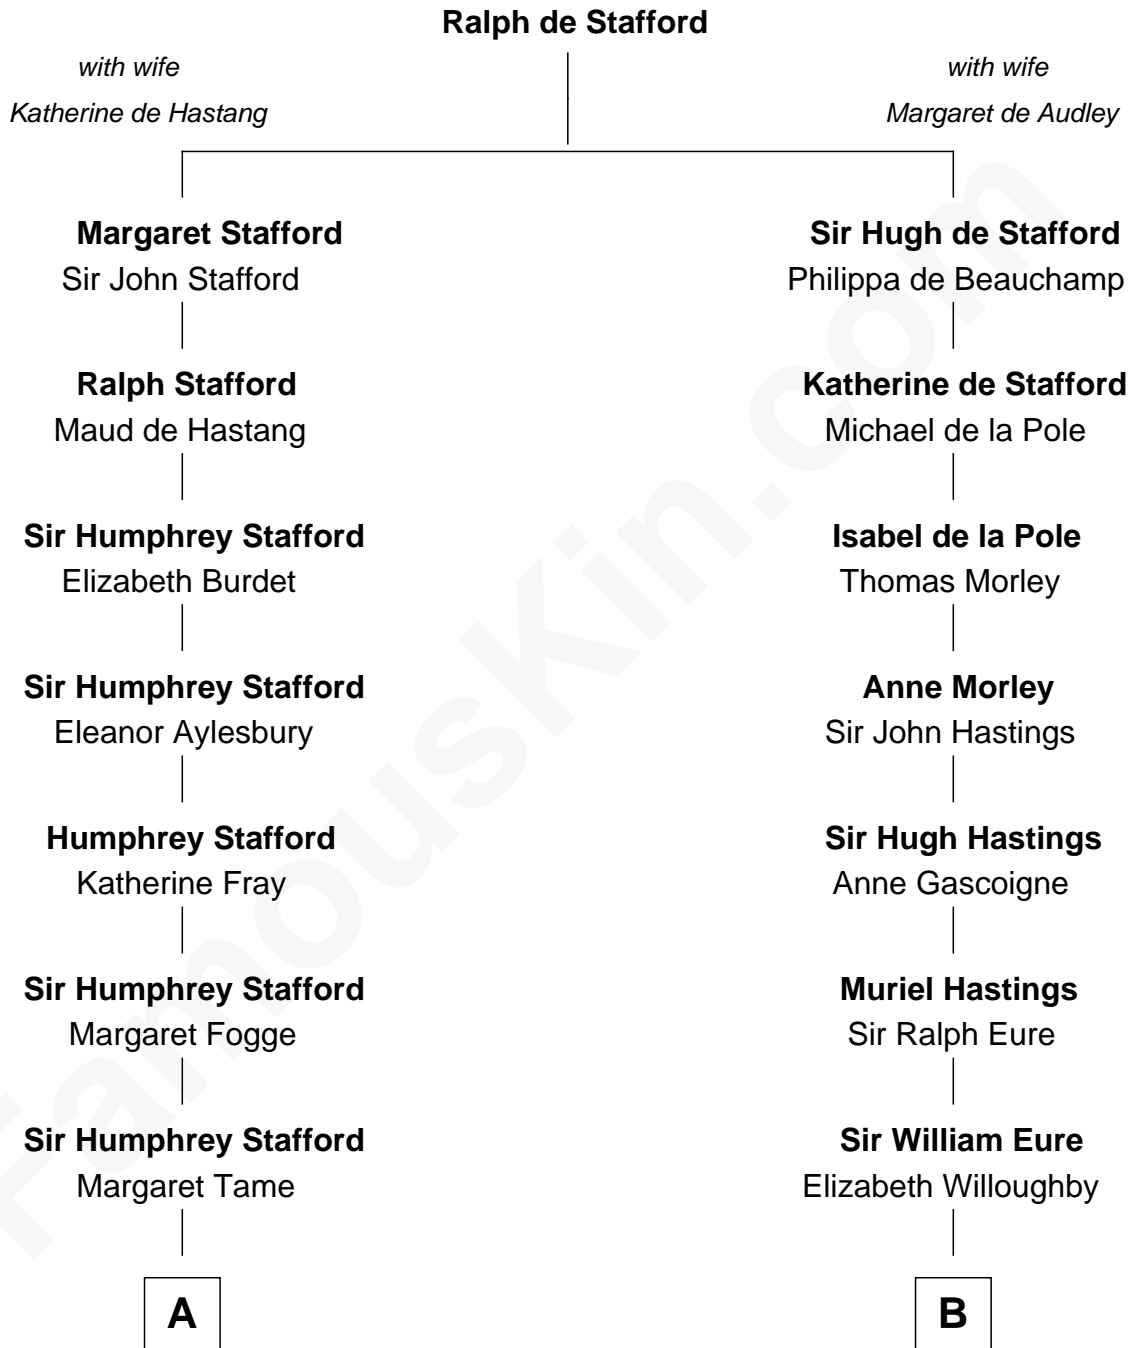 Ralph de Stafford
with wife
Katherine de Hastang
with wife
Margaret de Audley
Margaret Stafford
Sir John Stafford
Sir Hugh de Stafford
Philippa de Beauchamp
Ralph Stafford
Maud de Hastang
Katherine de Stafford
Michael de la Pole
Sir Humphrey Stafford
Elizabeth Burdet
Isabel de la Pole
Thomas Morley
Sir Humphrey Stafford
Eleanor Aylesbury
Anne Morley
Sir John Hastings
Humphrey Stafford
Katherine Fray
Sir Hugh Hastings
Anne Gascoigne
Sir Humphrey Stafford
Margaret Fogge
Muriel Hastings
Sir Ralph Eure
Sir Humphrey Stafford
Margaret Tame
Sir William Eure
Elizabeth Willoughby
A
B
FamousKin.com